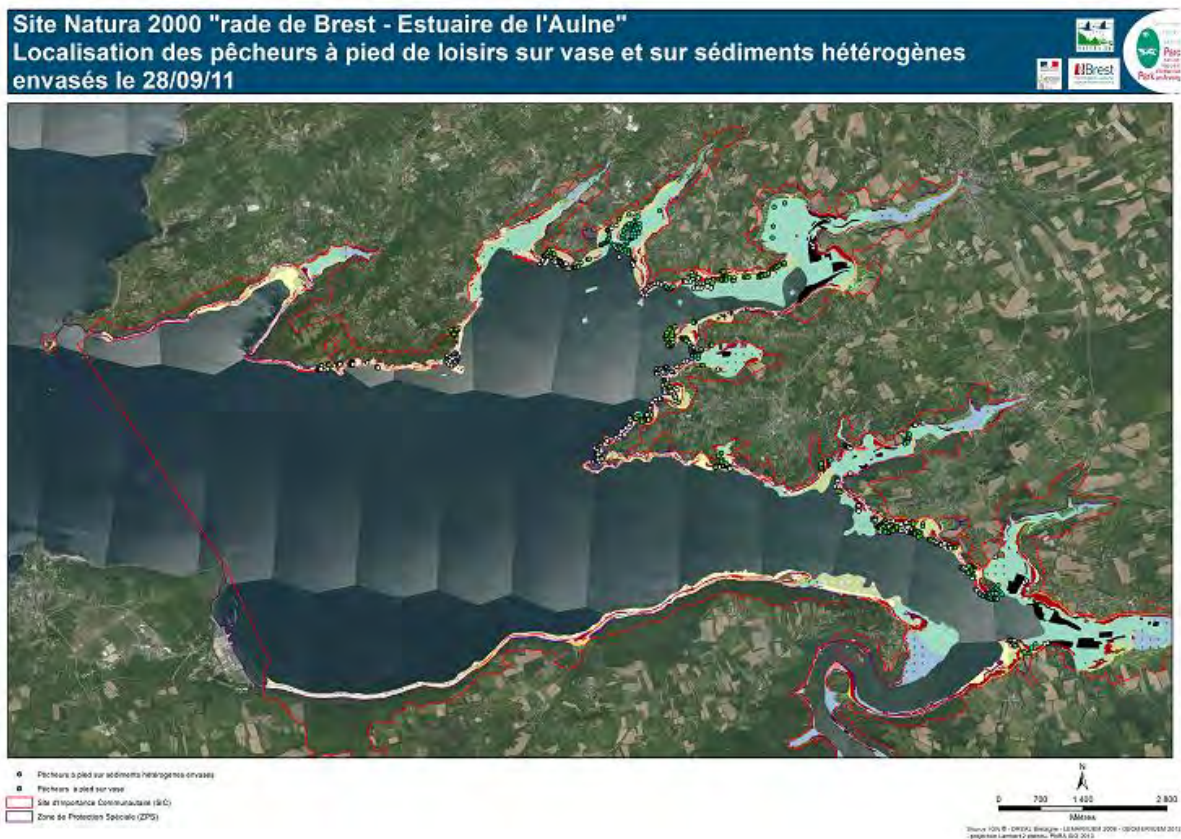 Site Natura 2000 "rade de Brest - Estuaire de l'Aulne"
Localisation des pêcheurs à pied de loisirs sur vase et sur sédiments hétérogènes
envasés le 28/09/11
Brest
Parc
Pêcheurs à pied sur sédiments hétérogènes envasés
Pêcheurs à pied sur vase
Site d'Importance Communautaire (SIC)
Zone de Protection Spéciale (ZPS)
N
0 700 1 400 2 800
Mètres